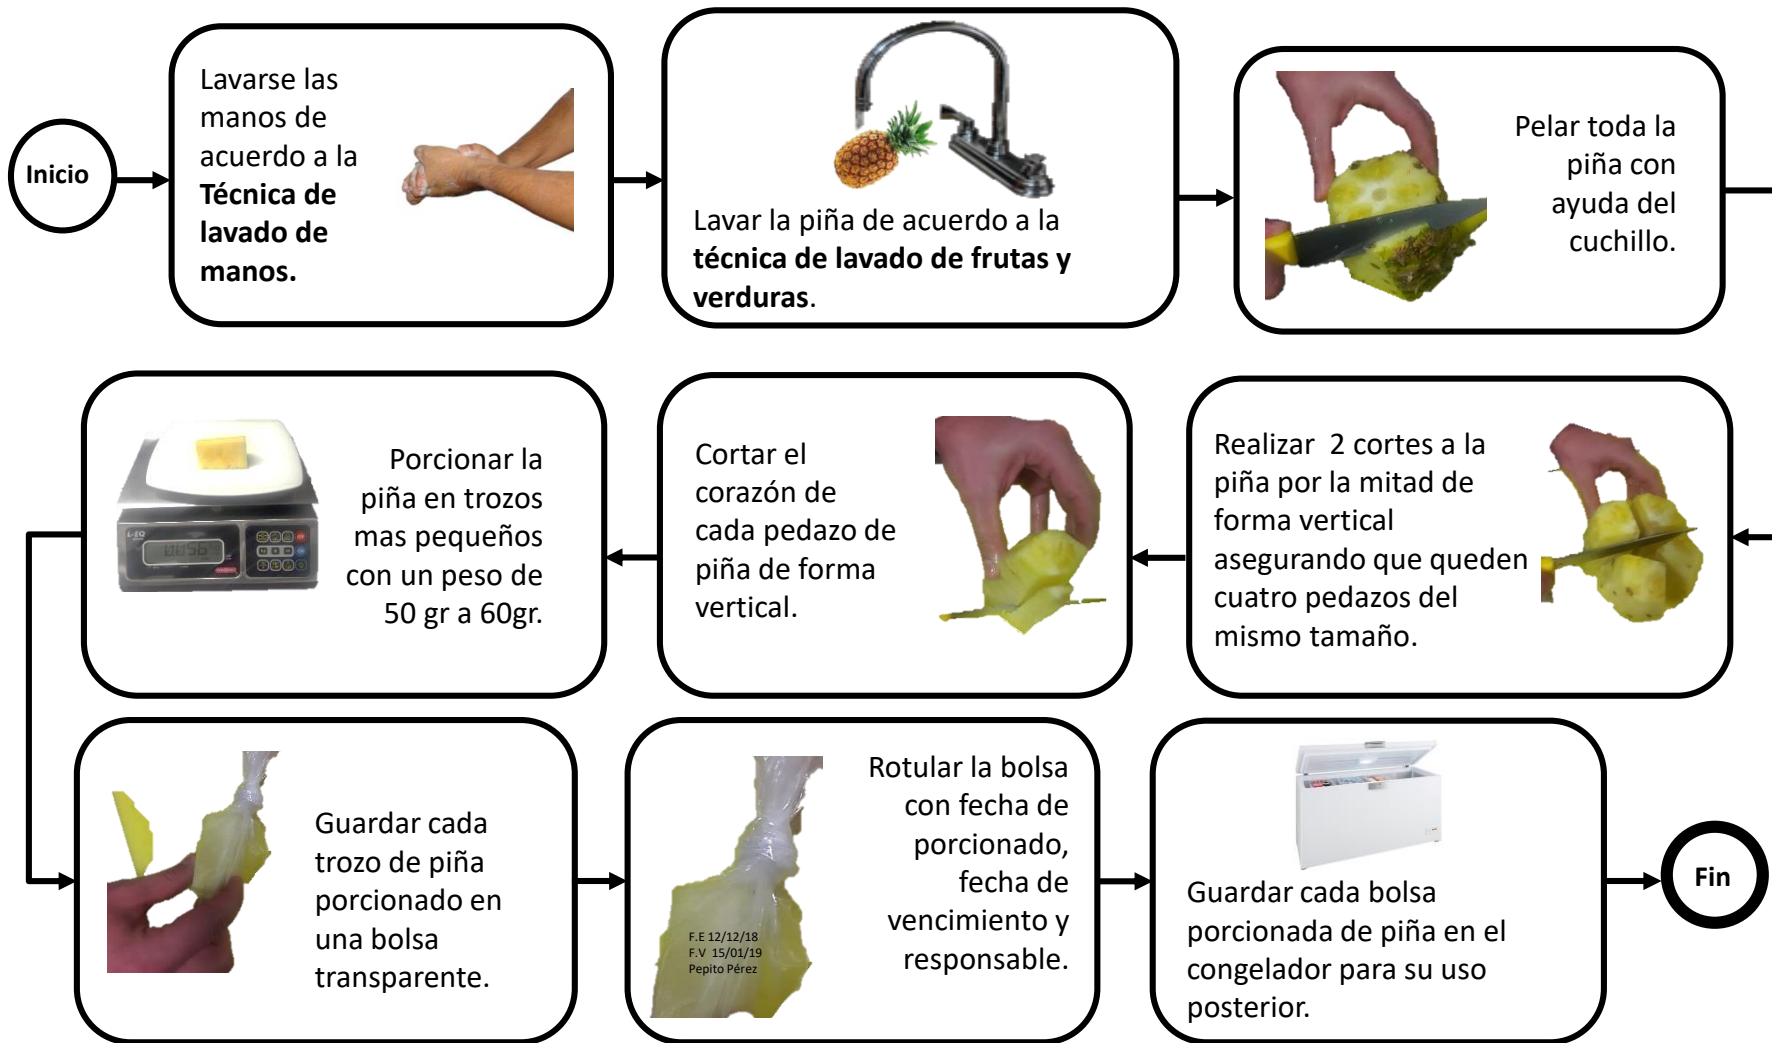 Inicio
Lavarse las
manos de
acuerdo a la
Técnica de
lavado de
manos.
Lavar la piña de acuerdo a la
técnica de lavado de frutas y
verduras.
Pelar toda la
piña con
ayuda del
cuchillo.
Realizar 2 cortes a la
piña por la mitad de
forma vertical
asegurando que queden
cuatro pedazos del
mismo tamaño.
Cortar el
corazón de
cada pedazo de
piña de forma
vertical.
Porcionar la
piña en trozos
mas pequeños
con un peso de
50 gr a 60gr.
0.056
Guardar cada
trozo de piña
porcionado en
una bolsa
transparente.
Rotular la bolsa
con fecha de
porcionado,
fecha de
vencimiento y
responsable.
F.E 12/12/18
F.V 15/01/19
Pepito Pérez
Guardar cada bolsa
porcionada de piña en el
congelador para su uso
posterior.
Fin